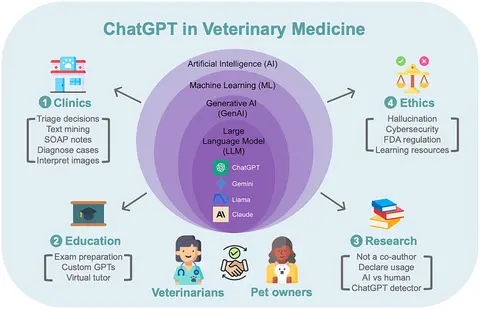 ChatGPT in Veterinary Medicine
Artificial Intelligence (AI)
Machine Learning (ML)
Generative AI
(GenAI)
Large
Language Model
(LLM)
ChatGPT
Gemini
Llama
Claude
1 Clinics
Triage decisions
Text mining
SOAP notes
Diagnose cases
Interpret images
2 Education
Exam preparation
Custom GPTs
Virtual tutor
Veterinarians
Pet owners
3 Research
Not a co-author
Declare usage
AI vs human
ChatGPT detector
4 Ethics
Hallucination
Cybersecurity
FDA regulation
Learning resources